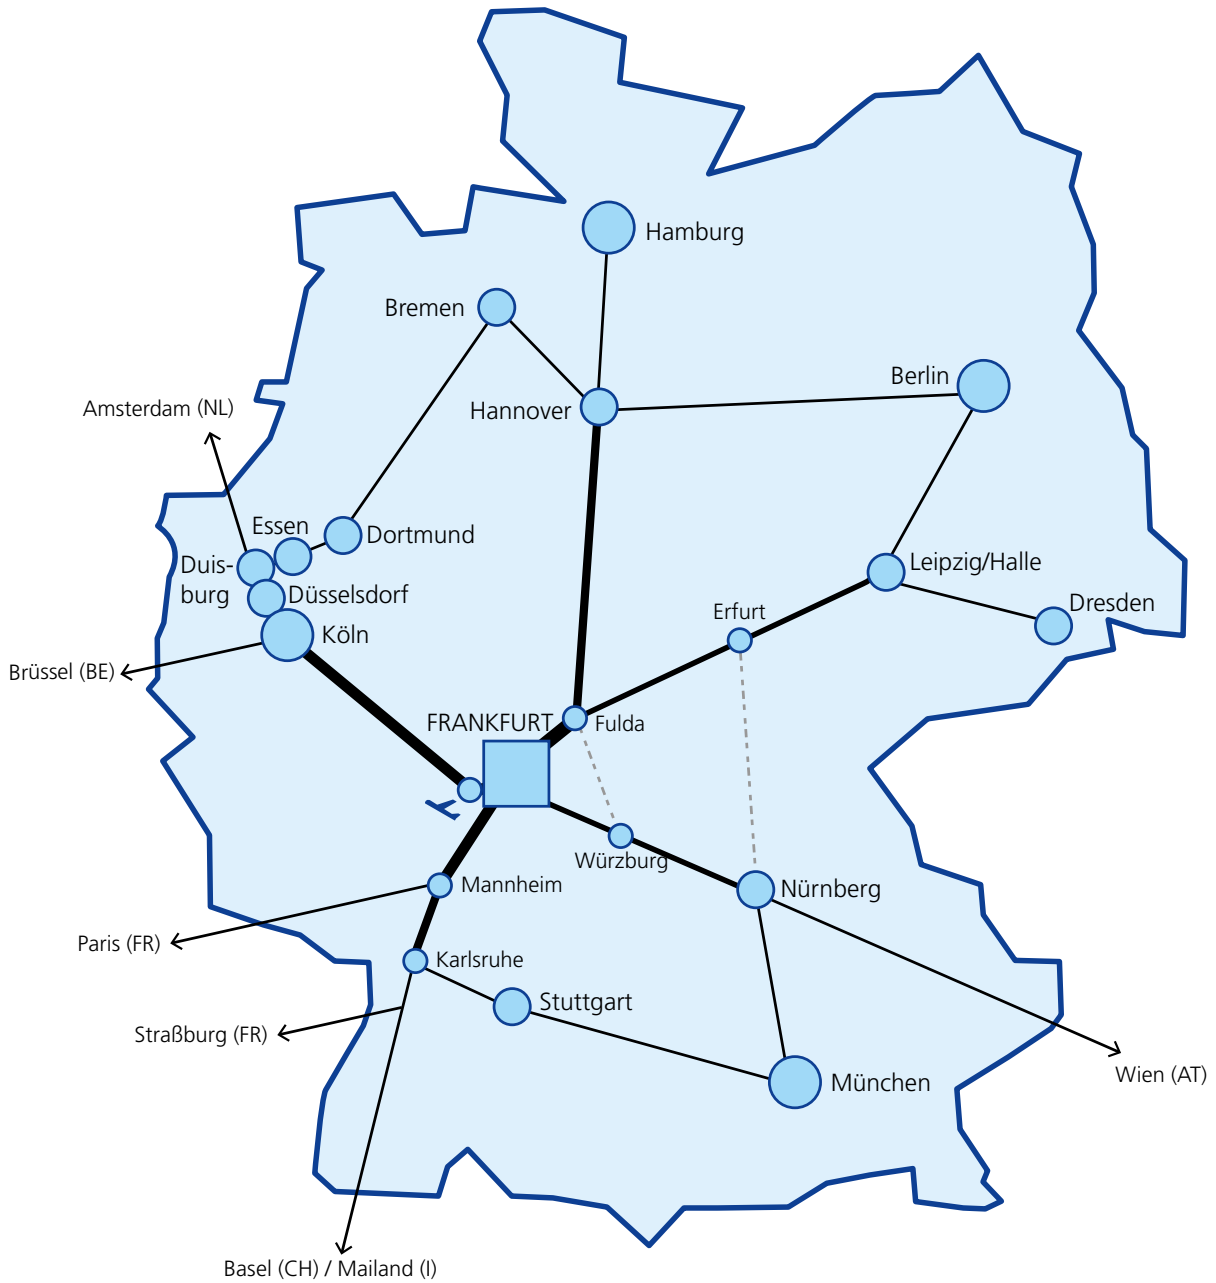 Hamburg
Bremen
Berlin
Hannover
Amsterdam (NL)
Essen
Dortmund
Duis-
burg
Düsselsdorf
Leipzig/Halle
Erfurt
Dresden
Köln
Brüssel (BE)
FRANKFURT
Fulda
Würzburg
Mannheim
Nürnberg
Paris (FR)
Karlsruhe
Stuttgart
Straßburg (FR)
Wien (AT)
München
Basel (CH) / Mailand (I)